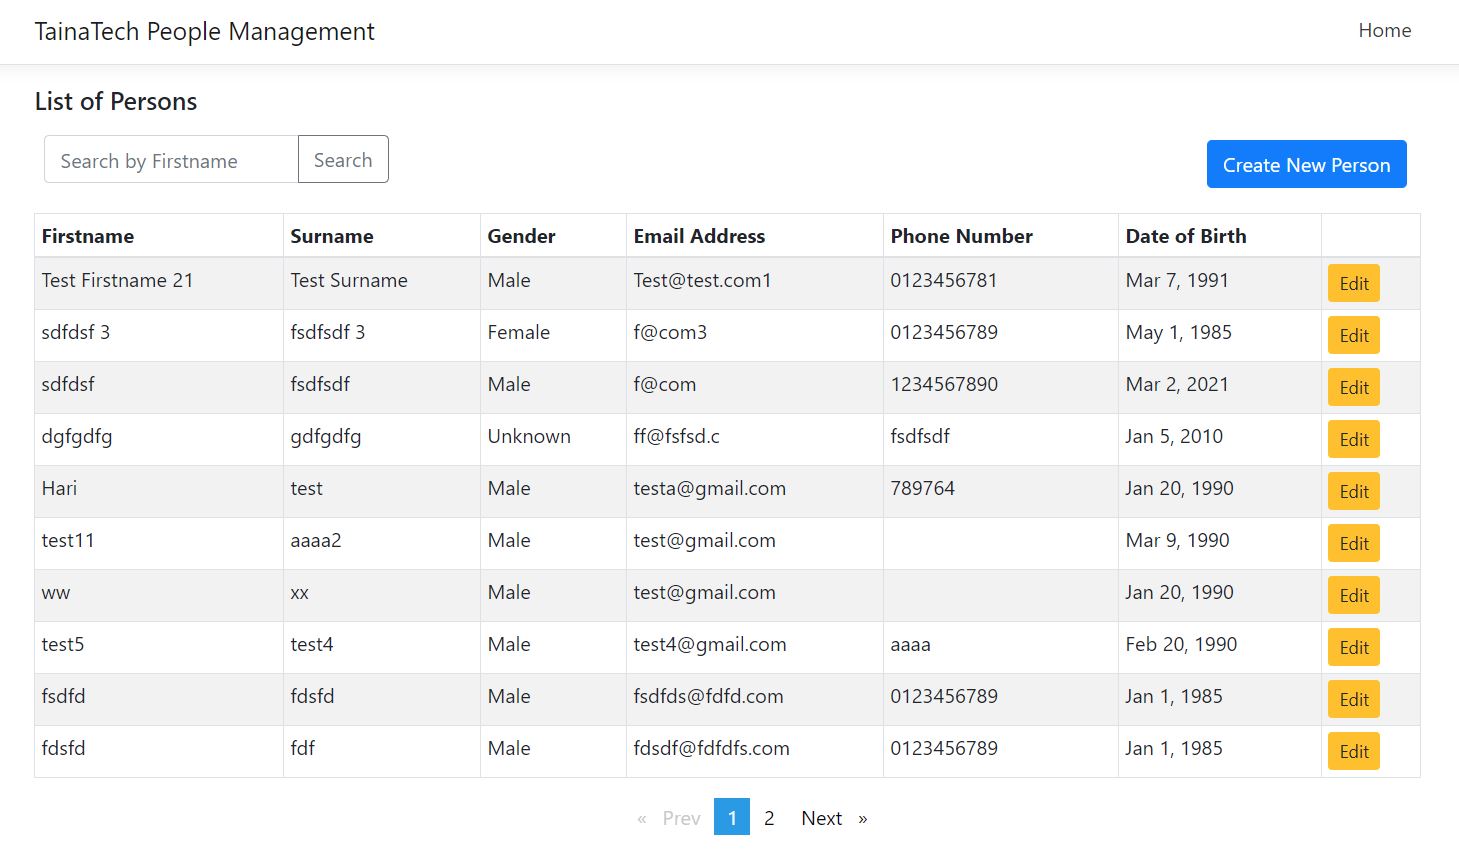 TainaTech People Management Home
List of Persons
Search by Firstname Search Create New Person
Firstname Surname Gender Email Address Phone Number Date of Birth
Test Firstname 21 Test Surname Male Test@test.com1 0123456781 Mar 7, 1991 Edit
sdfdsf 3 fsdfsdf 3 Female f@com3 0123456789 May 1, 1985 Edit
sdfdsf fsdfsdf Male f@com 1234567890 Mar 2, 2021 Edit
dgfgdfg gdfgdfg Unknown ff@fsfsd.c fsdfsdf Jan 5, 2010 Edit
Hari test Male testa@gmail.com 789764 Jan 20, 1990 Edit
test11 aaaa2 Male test@gmail.com Mar 9, 1990 Edit
ww xx Male test@gmail.com Jan 20, 1990 Edit
test5 test4 Male test4@gmail.com aaaa Feb 20, 1990 Edit
fsdfd fdsfd Male fsdfds@fdfd.com 0123456789 Jan 1, 1985 Edit
fdsfd fdf Male fdsdf@fdfdfs.com 0123456789 Jan 1, 1985 Edit
« Prev 1 2 Next »